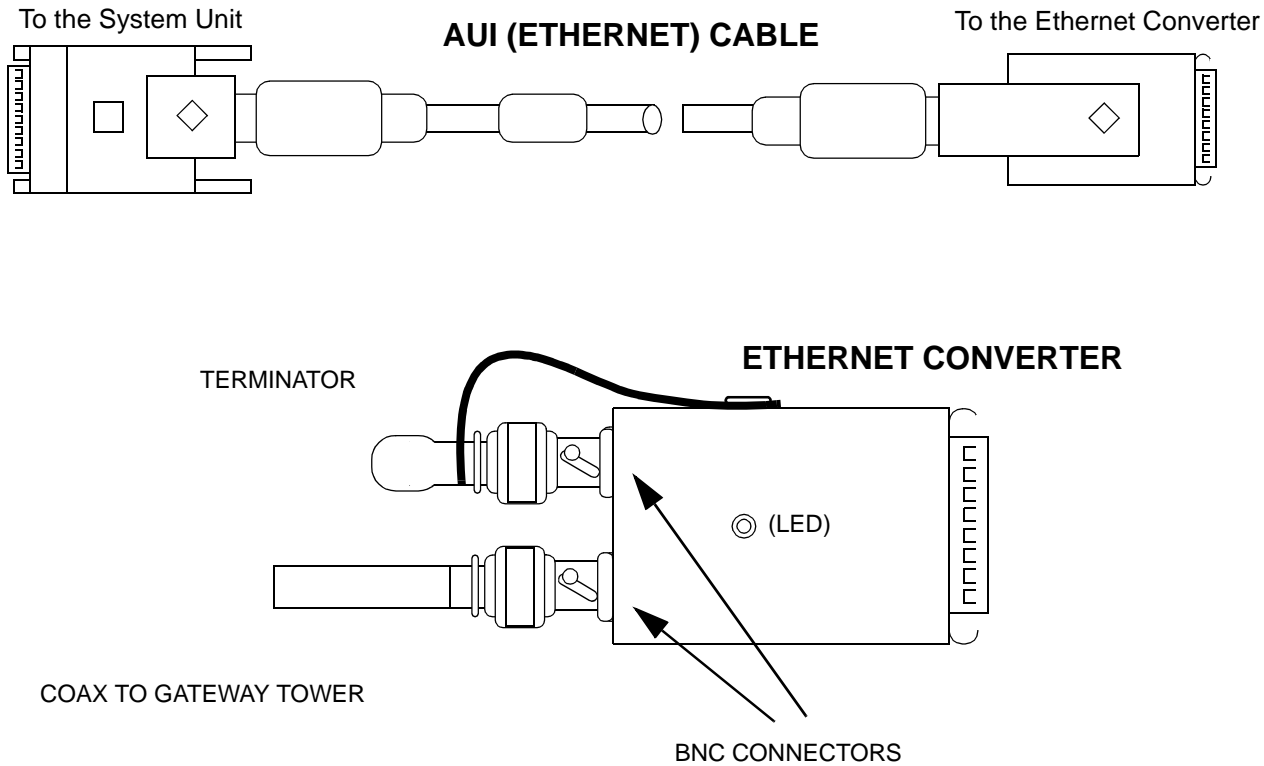 To the System Unit
AUI (ETHERNET) CABLE
To the Ethernet Converter
ETHERNET CONVERTER
TERMINATOR
(LED)
COAX TO GATEWAY TOWER
BNC CONNECTORS